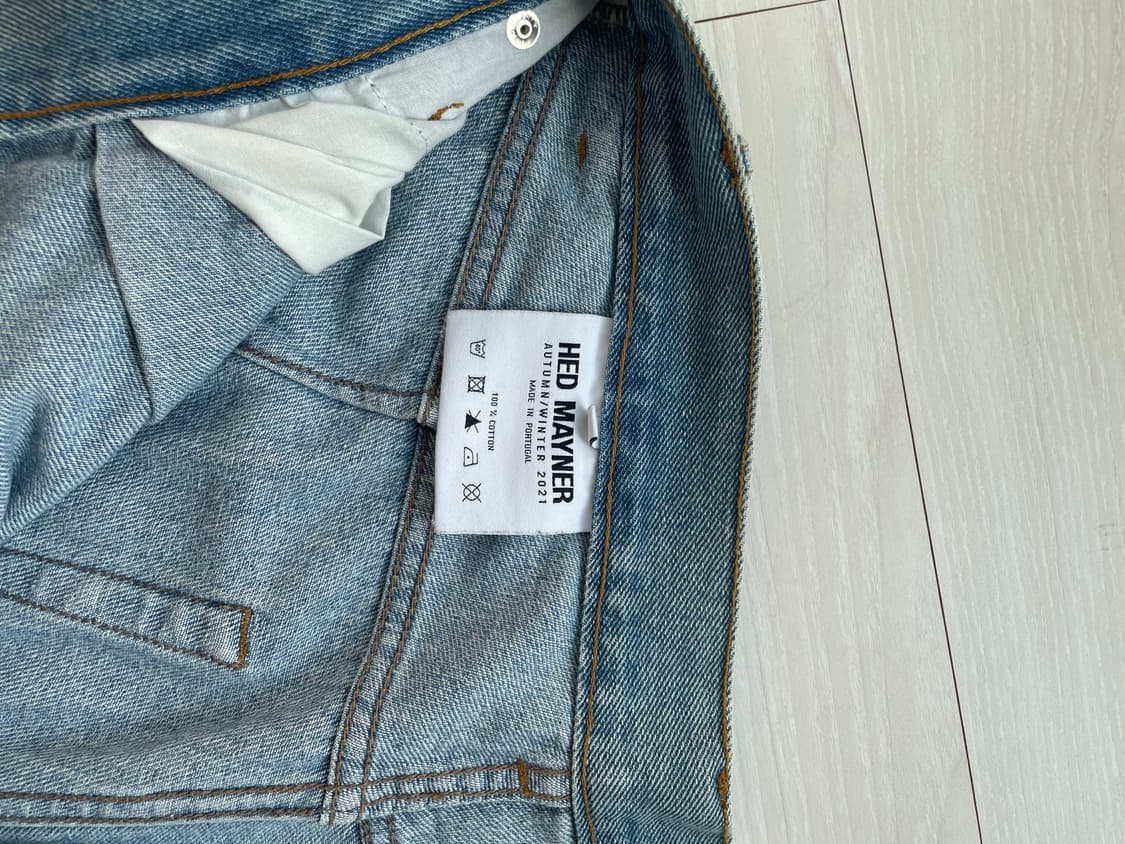 HED MAYNER
AUTUMN/WINTER 2021
MADE IN PORTUGAL
100 % COTTON